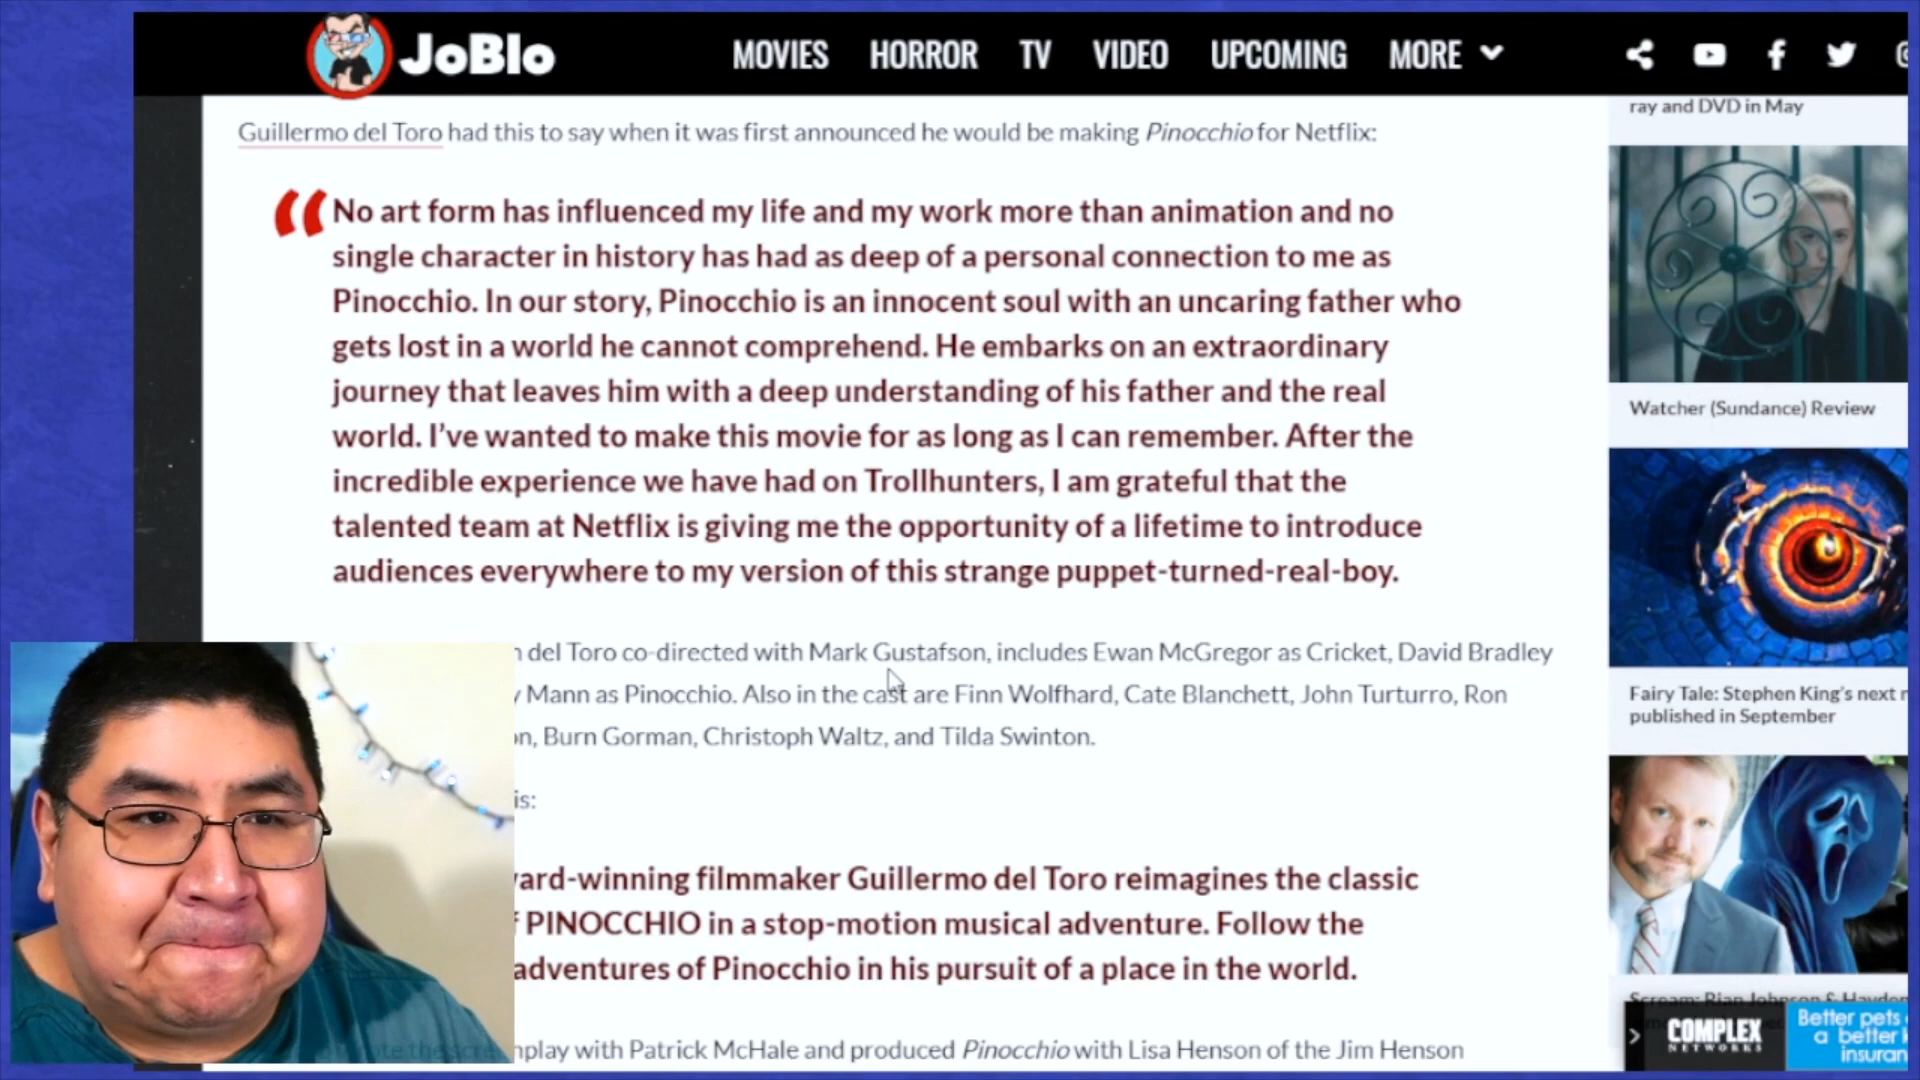 JoBlo
MOVIES HORROR TV VIDEO UPCOMING MORE
ray and DVD in May
Guillermo del Toro had this to say when it was first announced he would be making Pinocchio for Netflix:
“No art form has influenced my life and my work more than animation and no
single character in history has had as deep of a personal connection to me as
Pinocchio. In our story, Pinocchio is an innocent soul with an uncaring father who
gets lost in a world he cannot comprehend. He embarks on an extraordinary
journey that leaves him with a deep understanding of his father and the real
world. I’ve wanted to make this movie for as long as I can remember. After the
incredible experience we have had on Trollhunters, I am grateful that the
talented team at Netflix is giving me the opportunity of a lifetime to introduce
audiences everywhere to my version of this strange puppet-turned-real-boy.
del Toro co-directed with Mark Gustafson, includes Ewan McGregor as Cricket, David Bradley
Mann as Pinocchio. Also in the cast are Finn Wolfhard, Cate Blanchett, John Turturro, Ron
Burn Gorman, Christoph Waltz, and Tilda Swinton.
is:
ard-winning filmmaker Guillermo del Toro reimagines the classic
PINOCCHIO in a stop-motion musical adventure. Follow the
adventures of Pinocchio in his pursuit of a place in the world.
nplay with Patrick McHale and produced Pinocchio with Lisa Henson of the Jim Henson
Watcher (Sundance) Review
Fairy Tale: Stephen King’s next
published in September
Scream: Rian Johnson & Hayden
COMPLEX
NETWORKS
Better pets
a better
insuran